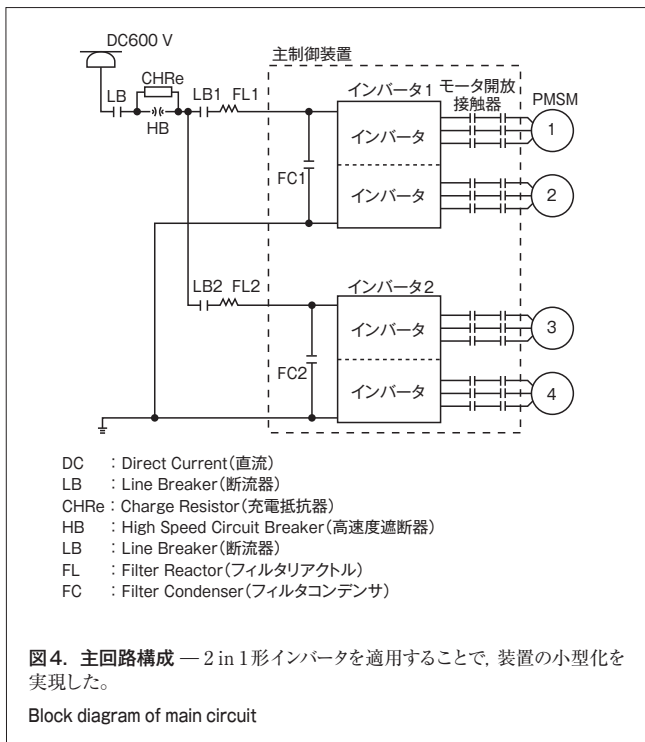 DC600 V
主制御装置
CHRe
LB
HB
LB1 FL1
インバータ1
モータ開放
接触器
PMSM
インバータ
1
FC1
インバータ
2
LB2 FL2
インバータ2
インバータ
3
FC2
インバータ
4
DC : Direct Current(直流)
LB : Line Breaker(断流器)
CHRe : Charge Resistor(充電抵抗器)
HB : High Speed Circuit Breaker(高速度遮断器)
LB : Line Breaker(断流器)
FL : Filter Reactor(フィルタリアクトル)
FC : Filter Condenser(フィルタコンデンサ)
図4. 主回路構成 — 2 in 1形インバータを適用することで, 装置の小型化を
実現した。
Block diagram of main circuit